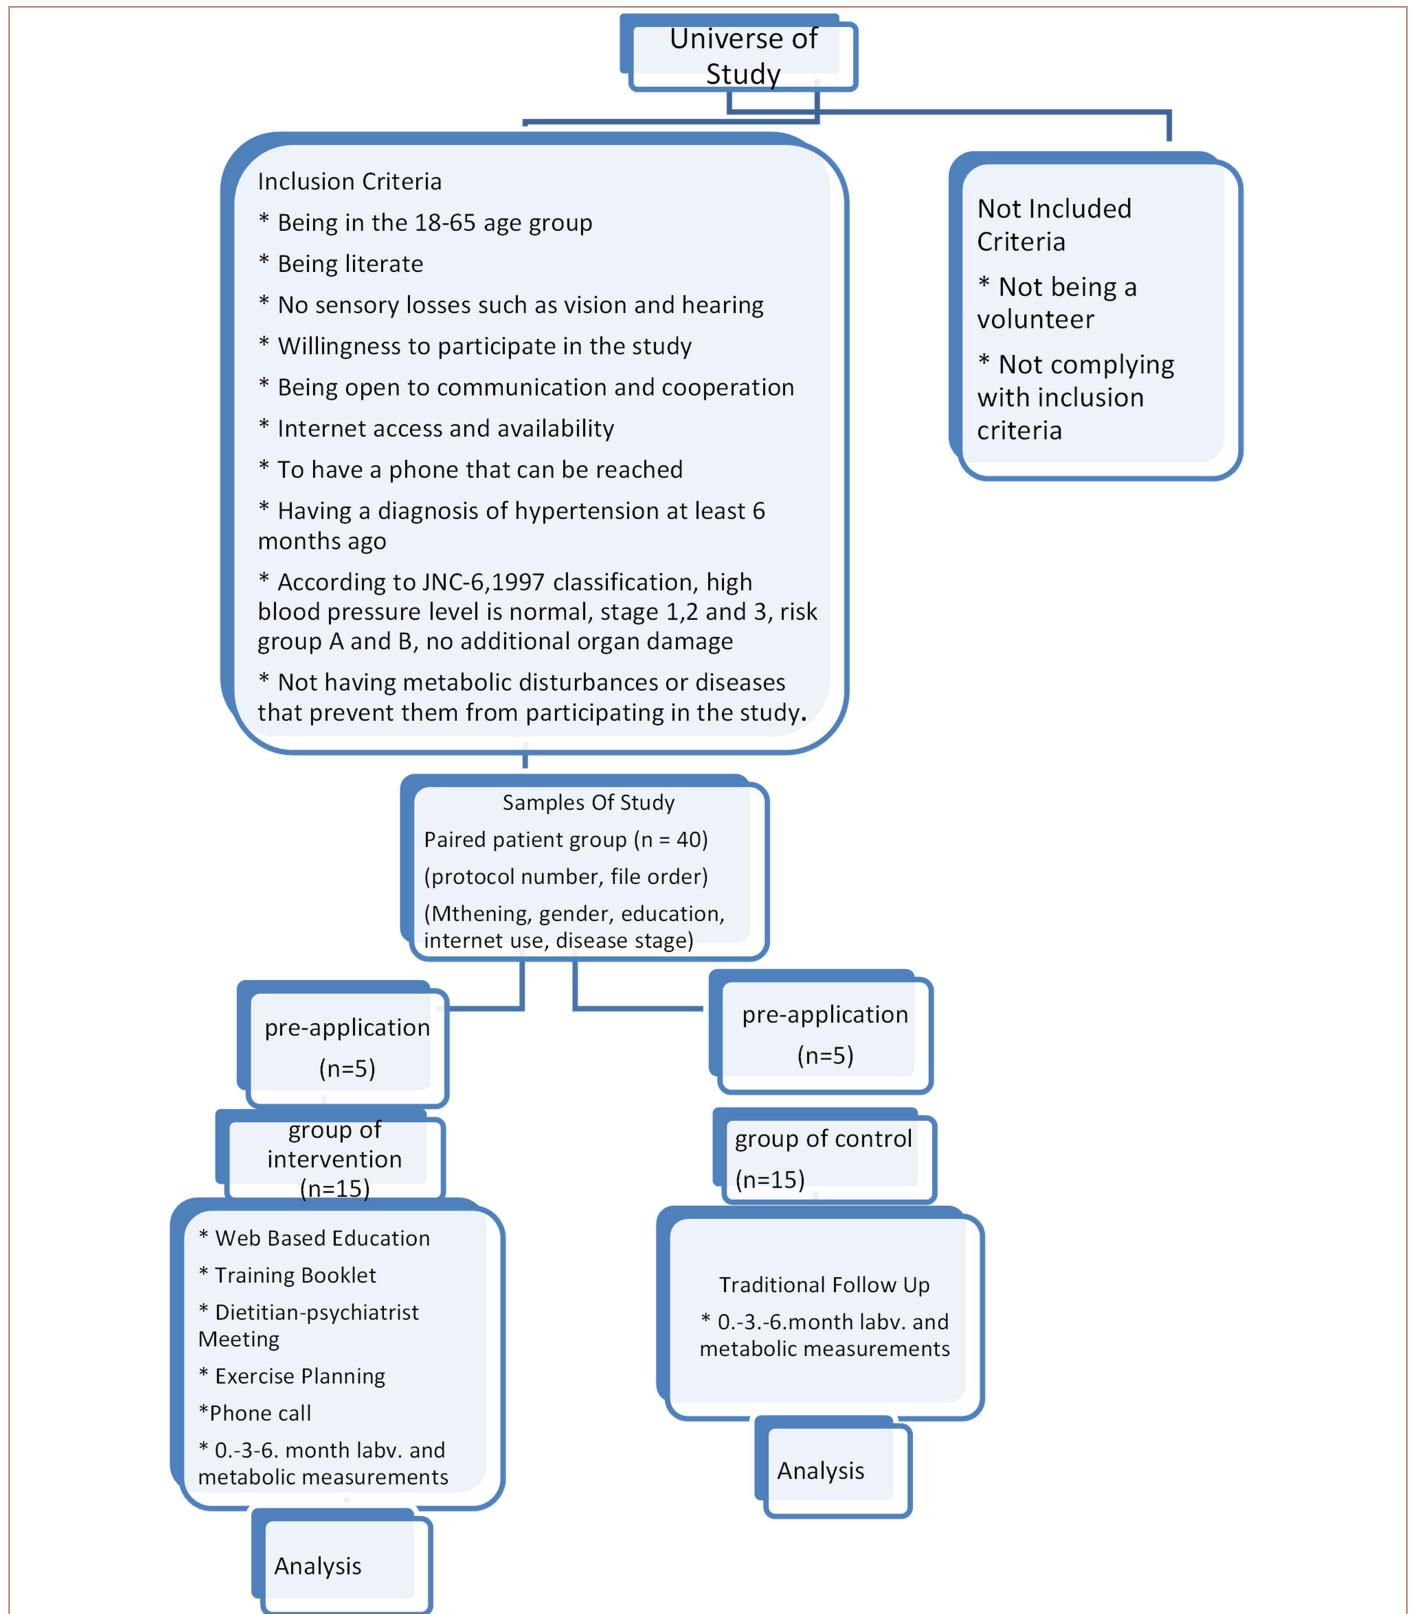 Universe of
Study
Inclusion Criteria
* Being in the 18-65 age group
* Being literate
* No sensory losses such as vision and hearing
* Willingness to participate in the study
* Being open to communication and cooperation
* Internet access and availability
* To have a phone that can be reached
* Having a diagnosis of hypertension at least 6
months ago
* According to JNC-6,1997 classification, high
blood pressure level is normal, stage 1,2 and 3, risk
group A and B, no additional organ damage
* Not having metabolic disturbances or diseases
that prevent them from participating in the study.
Not Included
Criteria
* Not being a
volunteer
* Not complying
with inclusion
criteria
Samples Of Study
Paired patient group (n = 40)
(protocol number, file order)
(Mthening, gender, education,
internet use, disease stage)
pre-application
(n=5)
group of
intervention
(n=15)
* Web Based Education
* Training Booklet
* Dietitian-psychiatrist
Meeting
* Exercise Planning
*Phone call
* 0.-3-6. month labv. and
metabolic measurements
Analysis
pre-application
(n=5)
group of control
(n=15)
Traditional Follow Up
* 0.-3.-6.month labv. and
metabolic measurements
Analysis